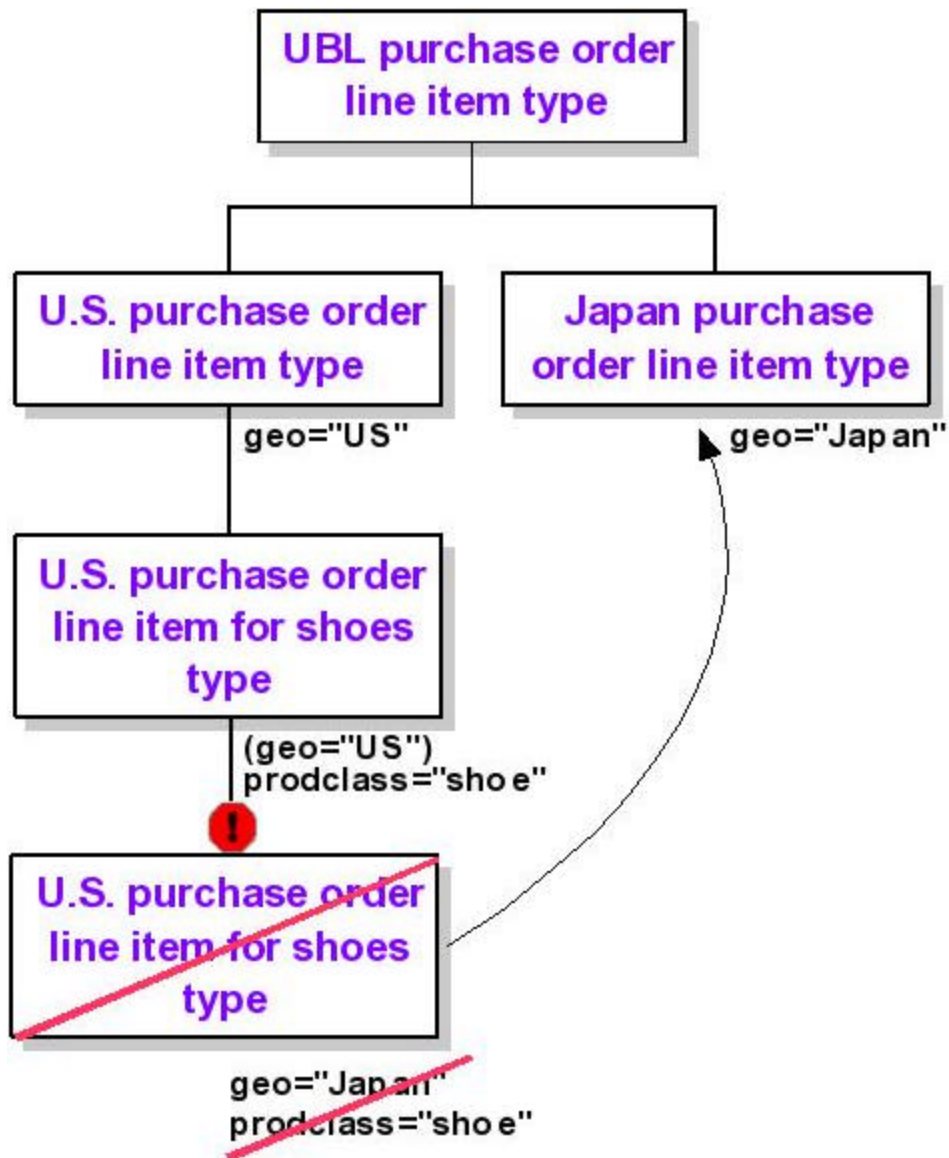 UBL purchase order
line item type
U.S. purchase order
line item type
Japan purchase
order line item type
geo="US"
geo="Japan"
U.S. purchase order
line item for shoes
type
(geo="US")
prodclass="shoe"
!
U.S. purchase order
line item for shoes
type
geo="Japan"
prodclass="shoe"